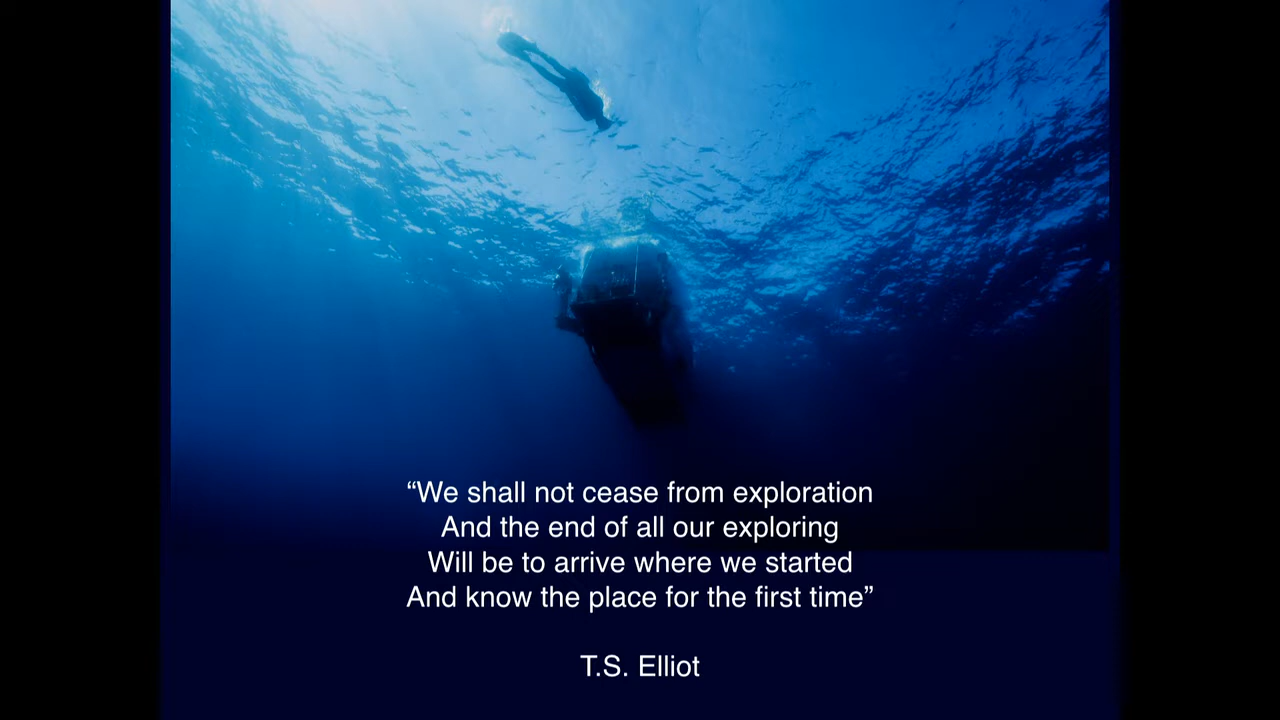 “We shall not cease from exploration
And the end of all our exploring
Will be to arrive where we started
And know the place for the first time”
T.S. Elliot